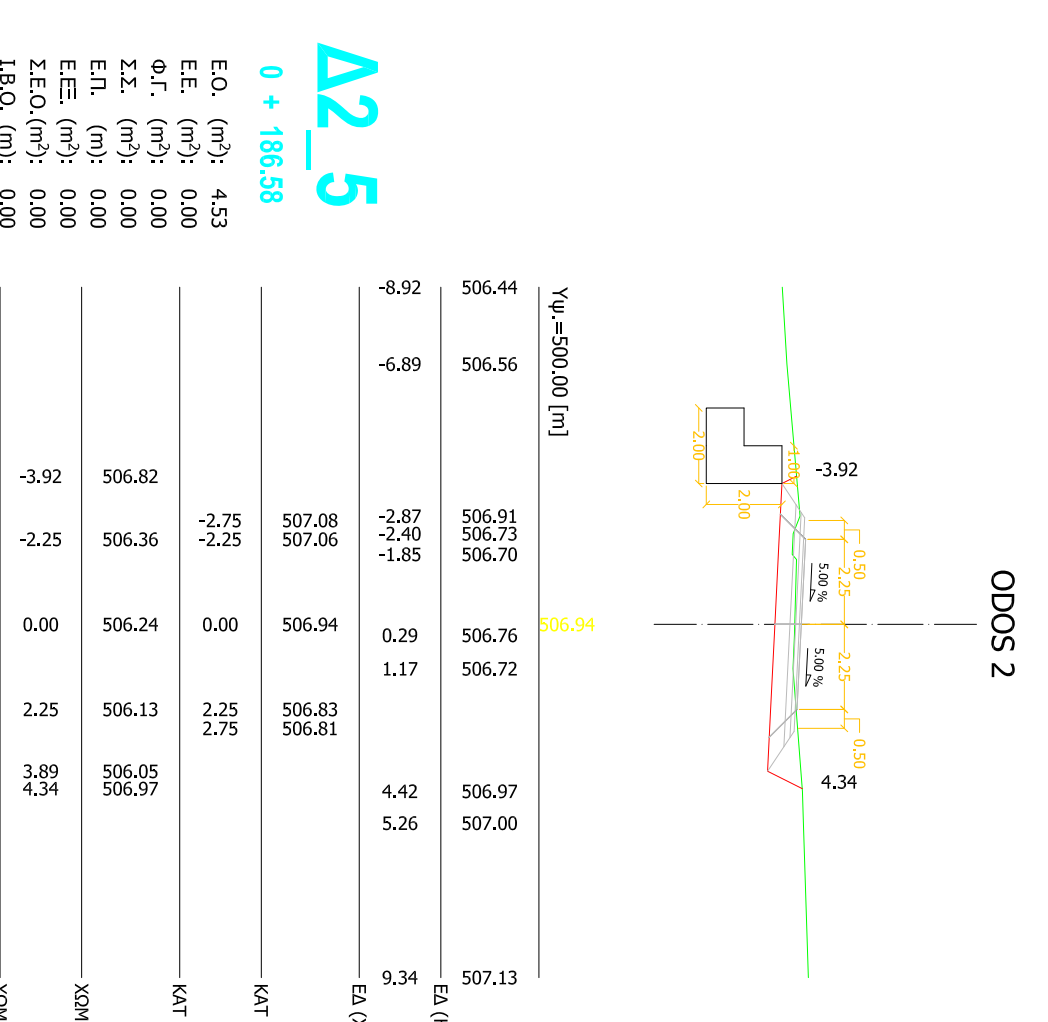 ODOS 2
-3.92
4.34
1.00
2.00
2.00
0.50
2.25
2.25
0.50
5.00 %
5.00 %
Υψ.=500.00 [m]
506.94
Δ2_5
0 + 186.58
Ε.Ο. (m²): 4.53
Ε.Ε. (m²): 0.00
Φ.Γ. (m²): 0.00
Σ.Σ. (m²): 0.00
Ε.Π. (m): 0.00
Ε.ΕΞ. (m²): 0.00
Σ.Ε.Ο.(m²): 0.00
Ι.Β.Ο. (m): 0.00
506.44 506.56 506.91 506.73 506.70 506.76 506.72 506.97 507.00 507.13
ΕΔ
-8.92 -6.89 -2.87 -2.40 -1.85 0.29 1.17 4.42 5.26 9.34
ΕΔ
507.08 507.06 506.94 506.83 506.81
ΚΑΤ
-2.75 -2.25 0.00 2.25 2.75
ΚΑΤ
506.82 506.36 506.24 506.13 506.05 506.97
ΧΩΜ
-3.92 -2.25 0.00 2.25 3.89 4.34
ΧΩΜ